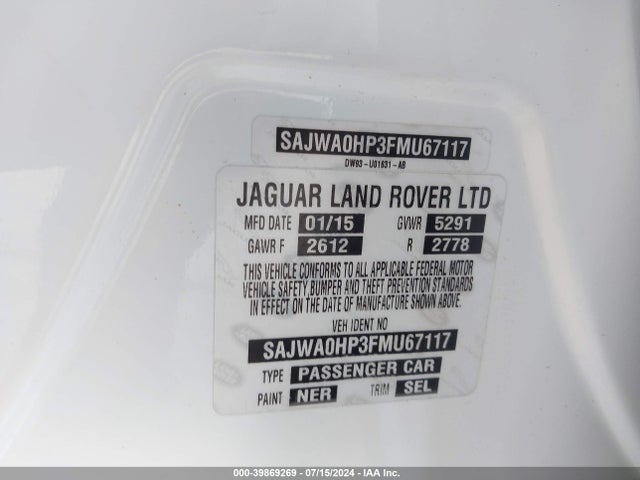 SAJWA0HP3FMU67117
DW93-U01631-AB
JAGUAR LAND ROVER LTD
MFD DATE 01/15 GVWR 5291
GAWR F 2612 R 2778
THIS VEHICLE CONFORMS TO ALL APPLICABLE FEDERAL MOTOR
VEHICLE SAFETY, BUMPER AND THEFT PREVENTION STANDARDS
IN EFFECT ON THE DATE OF MANUFACTURE SHOWN ABOVE.
VEH IDENT NO
SAJWA0HP3FMU67117
TYPE PASSENGER CAR
PAINT NER TRIM SEL
000-39869269 - 07/15/2024 - IAA Inc.